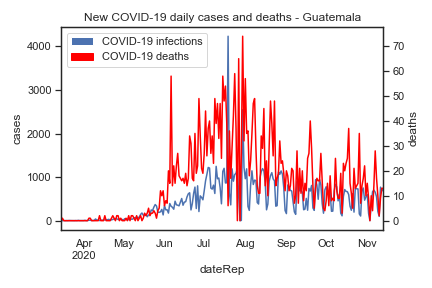 New COVID-19 daily cases and deaths - Guatemala
COVID-19 infections
COVID-19 deaths
cases
4000
3000
2000
1000
0
deaths
70
60
50
40
30
20
10
0
Apr May Jun Jul Aug Sep Oct Nov
2020
dateRep